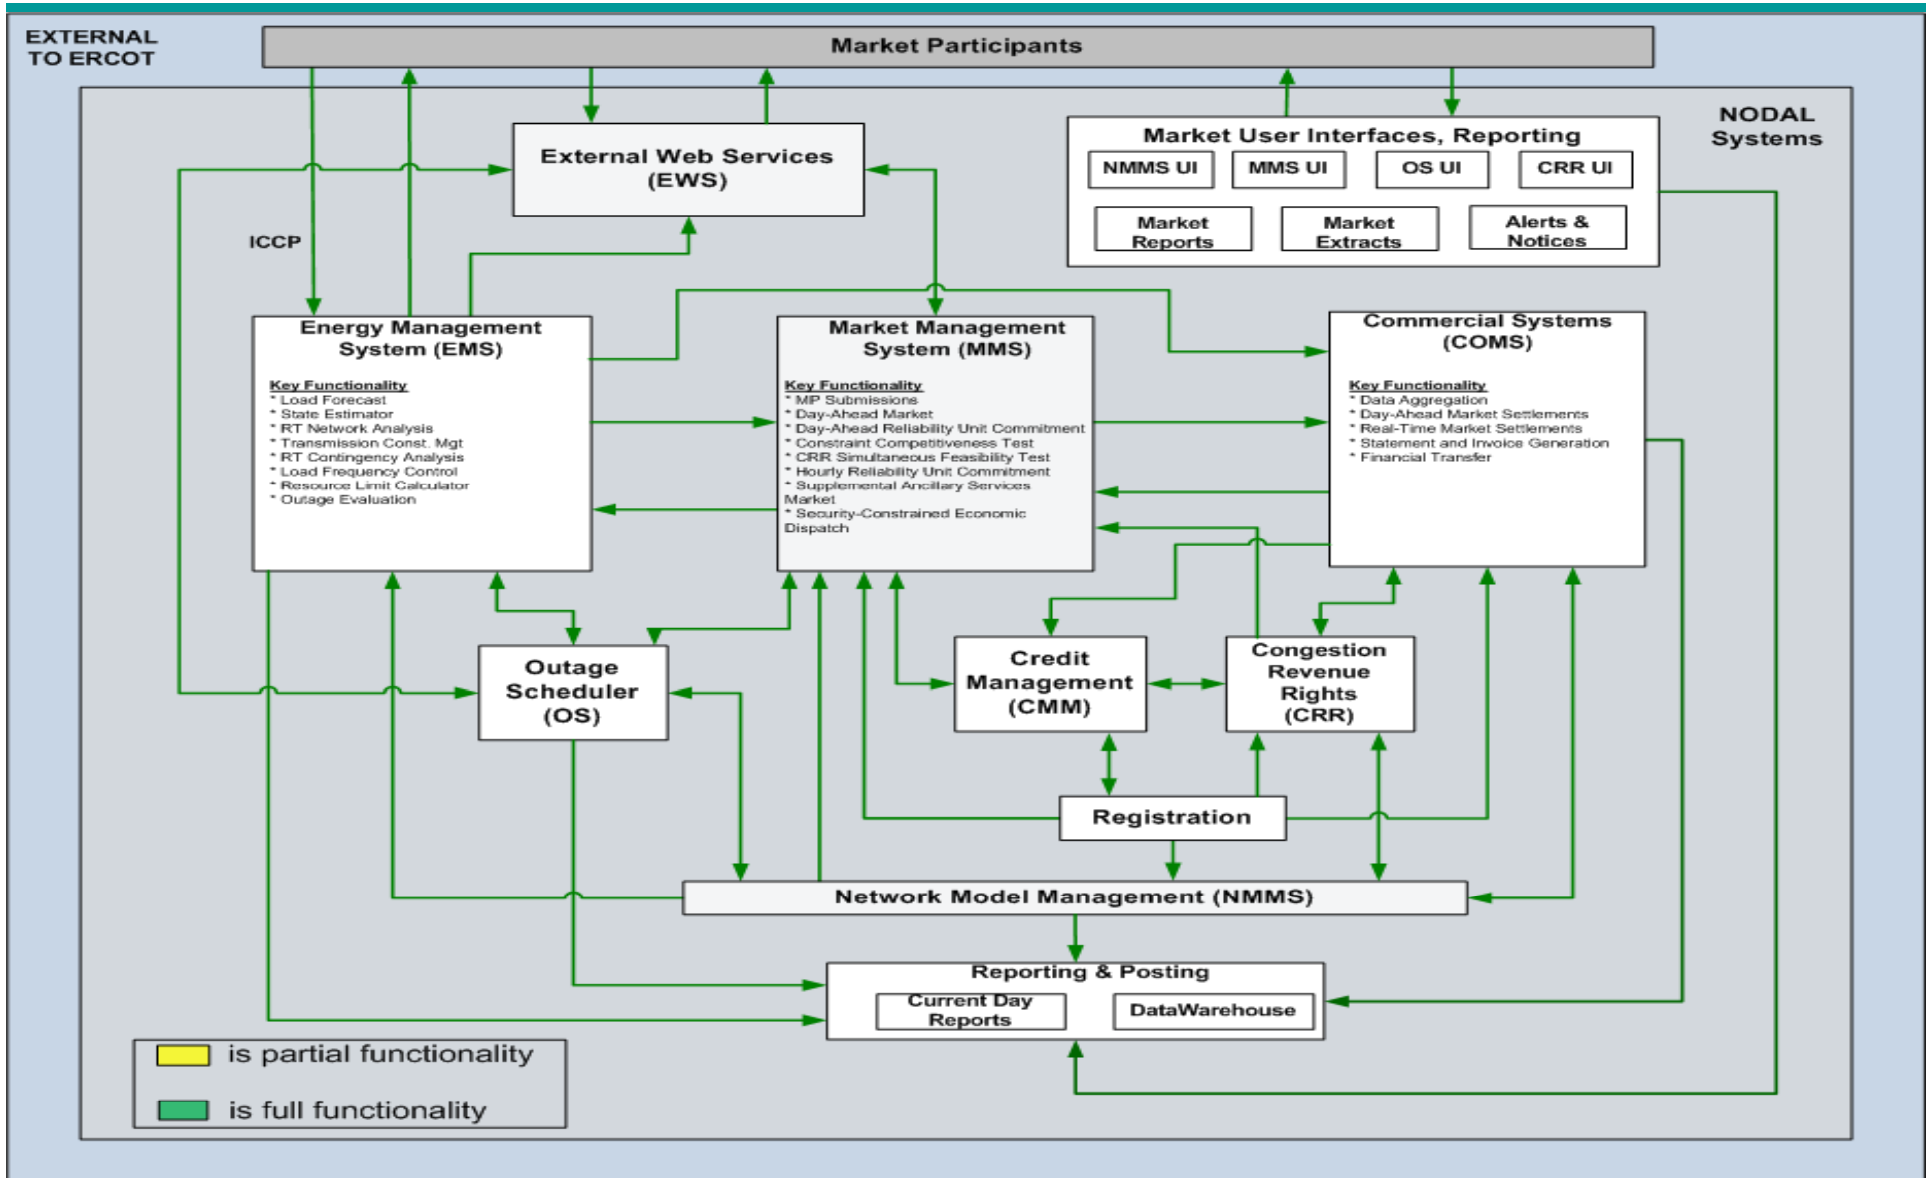 EXTERNAL
TO ERCOT
Market Participants
NODAL
Systems
External Web Services
(EWS)
Market User Interfaces, Reporting
NMMS UI
MMS UI
OS UI
CRR UI
Market
Reports
Market
Extracts
Alerts &
Notices
ICCP
Energy Management
System (EMS)
Key Functionality
* Load Forecast
* State Estimator
* RT Network Analysis
* Transmission Const. Mgt
* RT Contingency Analysis
* Load Frequency Control
* Resource Limit Calculator
* Outage Evaluation
Market Management
System (MMS)
Key Functionality
* MP Submissions
* Day-Ahead Market
* Day-Ahead Reliability Unit Commitment
* Constraint Competitiveness Test
* CRR Simultaneous Feasibility Test
* Hourly Reliability Unit Commitment
* Supplemental Ancillary Services
Market
* Security-Constrained Economic
Dispatch
Commercial Systems
(COMS)
Key Functionality
* Data Aggregation
* Day-Ahead Market Settlements
* Real-Time Market Settlements
* Statement and Invoice Generation
* Financial Transfer
Outage
Scheduler
(OS)
Credit
Management
(CMM)
Congestion
Revenue
Rights
(CRR)
Registration
Network Model Management (NMMS)
Reporting & Posting
Current Day
Reports
DataWarehouse
is partial functionality
is full functionality